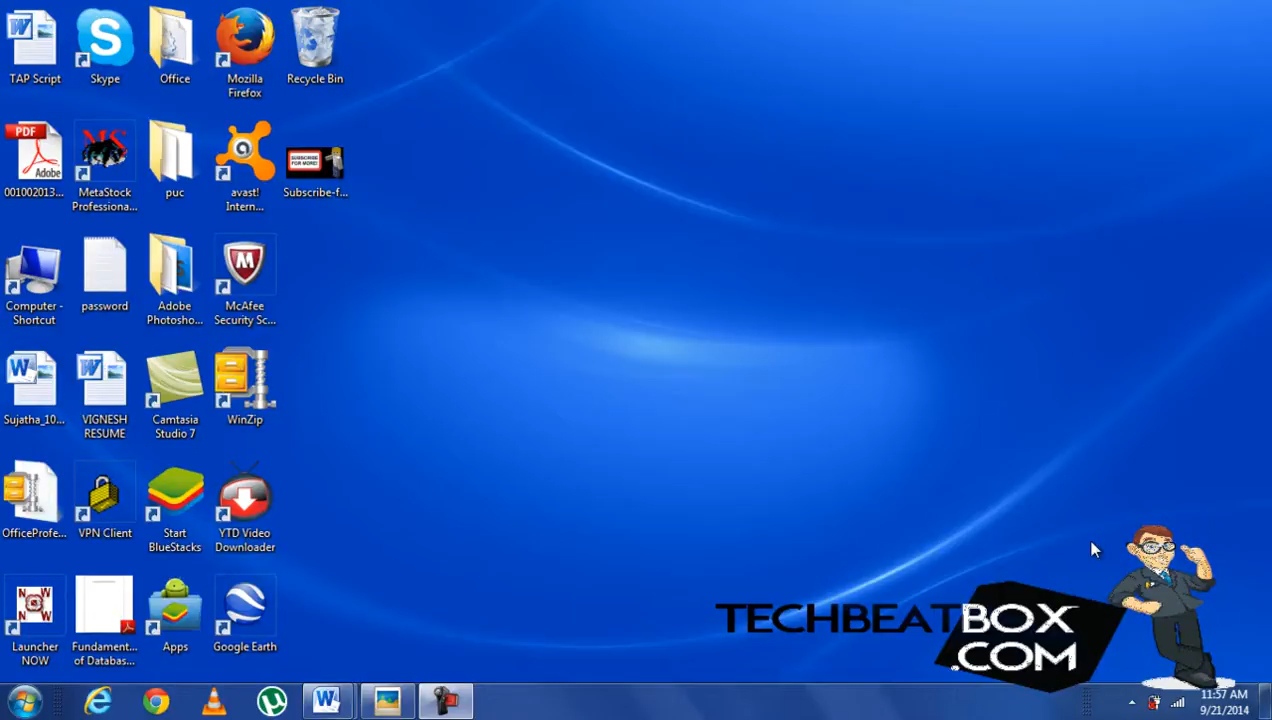 TAP Script
Skype
Office
Mozilla
Firefox
Recycle Bin
PDF
Adobe
001002013...
MS
MetaStock
Professiona...
puc
avast!
Intern...
SUBSCRIBE
FOR MORE!
Subscribe-f...
Computer -
Shortcut
password
Adobe
Photosho...
McAfee
Security Sc...
Sujatha_10...
VIGNESH
RESUME
Camtasia
Studio 7
WinZip
OfficeProfe...
VPN Client
Start
BlueStacks
YTD Video
Downloader
N N
W W
Launcher
NOW
Fundament...
of Databas...
Apps
Google Earth
TECHBEATBOX
.COM
11:57 AM
9/21/2014